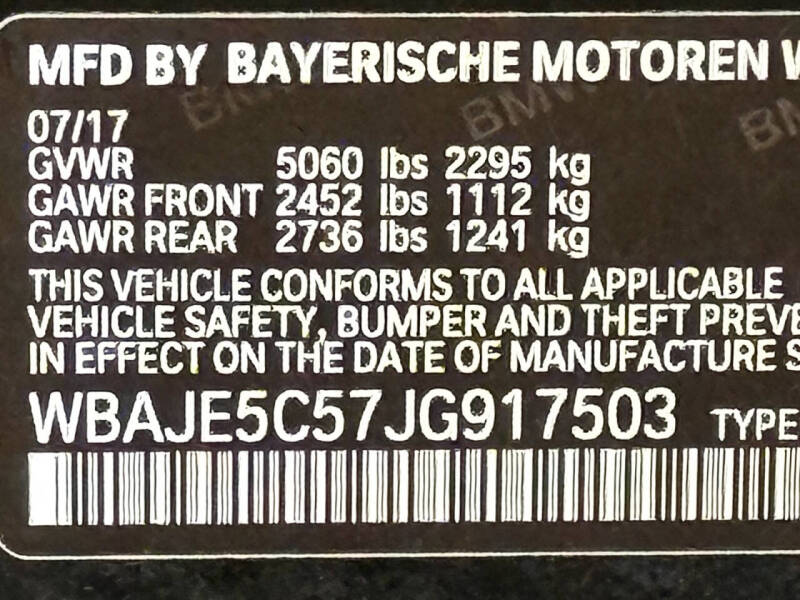 MFD BY BAYERISCHE MOTOREN W
07/17
GVWR 5060 lbs 2295 kg
GAWR FRONT 2452 lbs 1112 kg
GAWR REAR 2736 lbs 1241 kg
THIS VEHICLE CONFORMS TO ALL APPLICABLE
VEHICLE SAFETY, BUMPER AND THEFT PREVE
IN EFFECT ON THE DATE OF MANUFACTURE S
WBAJE5C57JG917503 TYPE